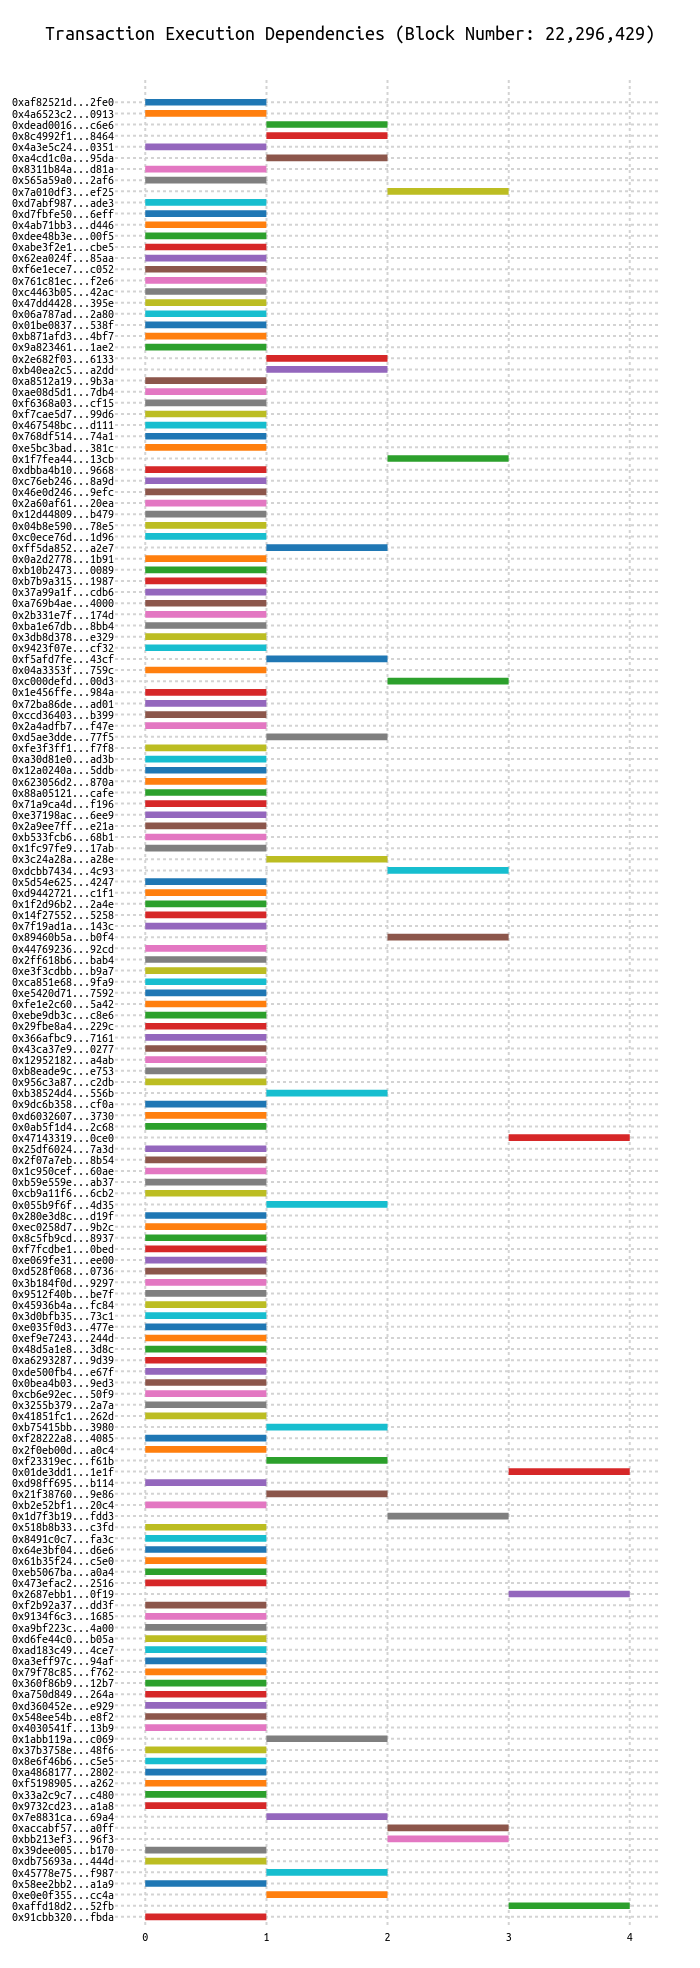 Transaction Execution Dependencies (Block Number: 22,296,429)
0xaf82521d...2fe0
0x4a6523c2...0913
0xdead0016...c6e6
0x8c4992f1...8464
0x4a3e5c24...0351
0xa4cd1c0a...95da
0x8311b84a...d81a
0x565a59a0...2af6
0x7a010df3...ef25
0xd7abf987...ade3
0xd7fbfe50...6eff
0x4ab71bb3...d446
0xdee48b3e...00f5
0xabe3f2e1...cbe5
0x62ea024f...85aa
0xf6e1ece7...c052
0x761c81ec...f2e6
0xc4463b05...42ac
0x47dd4428...395e
0x06a787ad...2a80
0x01be0837...538f
0xb871afd3...4bf7
0x9a823461...1ae2
0x2e682f03...6133
0xb40ea2c5...a2dd
0xa8512a19...9b3a
0xae08d5d1...7db4
0xf6368a03...cf15
0xf7cae5d7...99d6
0x467548bc...d111
0x768df514...74a1
0xe5bc3bad...381c
0x1f7fea44...13cb
0xdbba4b10...9668
0xc76eb246...8a9d
0x46e0d246...9efc
0x2a60af61...20ea
0x12d44809...b479
0x04b8e590...78e5
0xc0ece76d...1d96
0xff5da852...a2e7
0x0a2d2778...1b91
0xb10b2473...0089
0xb7b9a315...1987
0x37a99a1f...cdb6
0xa769b4ae...4000
0x2b331e7f...174d
0xba1e67db...8bb4
0x3db8d378...e329
0x9423f07e...cf32
0xf5afd7fe...43cf
0x04a3353f...759c
0xc000defd...00d3
0x1e456ffe...984a
0x72ba86de...ad01
0xccd36403...b399
0x2a4adfb7...f47e
0xd5ae3dde...77f5
0xfe3f3ff1...f7f8
0xa30d81e0...ad3b
0x12a0240a...5ddb
0x623056d2...870a
0x88a05121...cafe
0x71a9ca4d...f196
0xe37198ac...6ee9
0x2a9ee7ff...e21a
0xb533fcb6...68b1
0x1fc97fe9...17ab
0x3c24a28a...a28e
0xdcbb7434...4c93
0x5d54e625...4247
0xd9442721...c1f1
0x1f2d96b2...2a4e
0x14f27552...5258
0x7f19ad1a...143c
0x89460b5a...b0f4
0x44769236...92cd
0x2ff618b6...bab4
0xe3f3cdbb...b9a7
0xca851e68...9fa9
0xe5420d71...7592
0xfe1e2c60...5a42
0xebe9db3c...c8e6
0x29fbe8a4...229c
0x366afbc9...7161
0x43ca37e9...0277
0x12952182...a4ab
0xb8eade9c...e753
0x956c3a87...c2db
0xb38524d4...556b
0x9dc6b358...cf0a
0xd6032607...3730
0x0ab5f1d4...2c68
0x47143319...0ce0
0x25df6024...7a3d
0x2f07a7eb...8b54
0x1c950cef...60ae
0xb59e559e...ab37
0xcb9a11f6...6cb2
0x055b9f6f...4d35
0x280e3d8c...d19f
0xec0258d7...9b2c
0x8c5fb9cd...8937
0xf7fcdbe1...0bed
0xe069fe31...ee00
0xd528f068...0736
0x3b184f0d...9297
0x9512f40b...be7f
0x45936b4a...fc84
0x3d0bfb35...73c1
0xe035f0d3...477e
0xef9e7243...244d
0x48d5a1e8...3d8c
0xa6293287...9d39
0xde500fb4...e67f
0x0bea4b03...9ed3
0xcb6e92ec...50f9
0x3255b379...2a7a
0x41851fc1...262d
0xb75415bb...3980
0xf28222a8...4085
0x2f0eb00d...a0c4
0xf23319ec...f61b
0x01de3dd1...1e1f
0xd98ff695...b114
0x21f38760...9e86
0xb2e52bf1...20c4
0x1d7f3b19...fdd3
0x518b8b33...c3fd
0x8491c0c7...fa3c
0x64e3bf04...d6e6
0x61b35f24...c5e0
0xeb5067ba...a0a4
0x473efac2...2516
0x2687ebb1...0f19
0xf2b92a37...dd3f
0x9134f6c3...1685
0xa9bf223c...4a00
0xd6fe44c0...b05a
0xad183c49...4ce7
0xa3eff97c...94af
0x79f78c85...f762
0x360f86b9...12b7
0xa750d849...264a
0xd360452e...e929
0x548ee54b...e8f2
0x4030541f...13b9
0x1abb119a...c069
0x37b3758e...48f6
0x8e6f46b6...c5e5
0xa4868177...2802
0xf5198905...a262
0x33a2c9c7...c480
0x9732cd23...a1a8
0x7e8831ca...69a4
0xaccabf57...a0ff
0xbb213ef3...96f3
0x39dee005...b170
0xdb75693a...444d
0x45778e75...f987
0x58ee2bb2...a1a9
0xe0e0f355...cc4a
0xaffd18d2...52fb
0x91cbb320...fbda
0 1 2 3 4